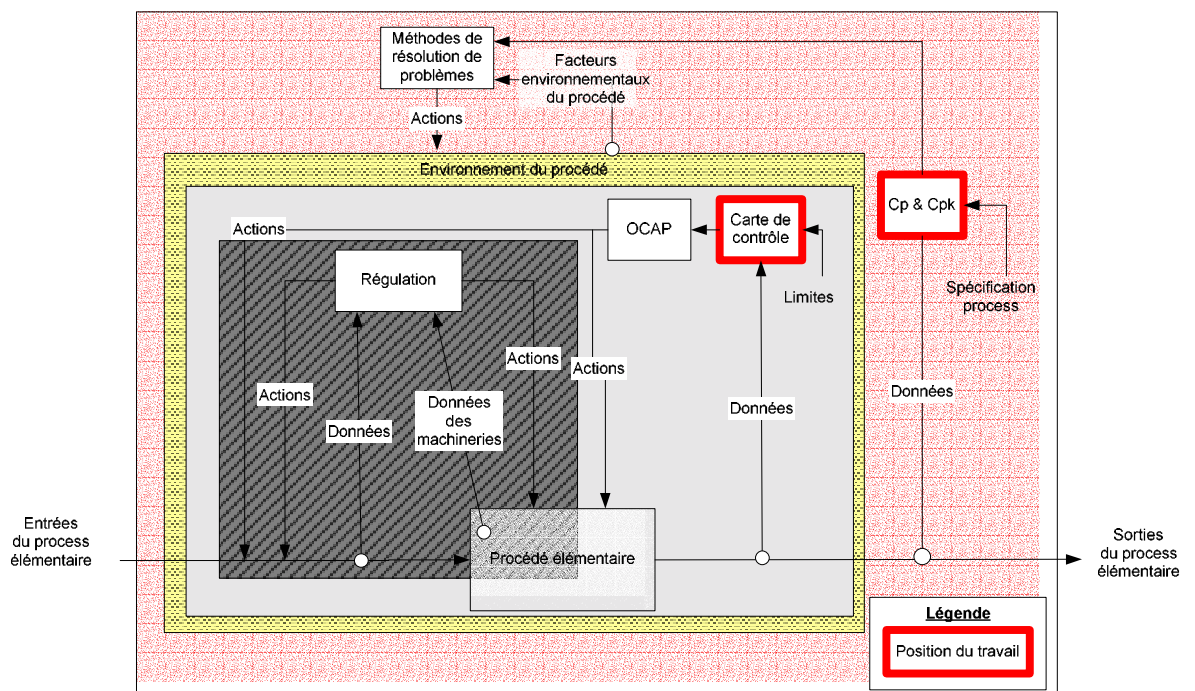 Méthodes de
résolution de
problèmes
Facteurs
environnementaux
du procédé
Actions
Environnement du procédé
Cp & Cpk
OCAP
Carte de
contrôle
Actions
Régulation
Limites
Spécification
process
Actions
Actions
Actions
Données
Données
des
machineries
Données
Données
Entrées
du process
élémentaire
Procédé élémentaire
Sorties
du process
élémentaire
Légende
Position du travail